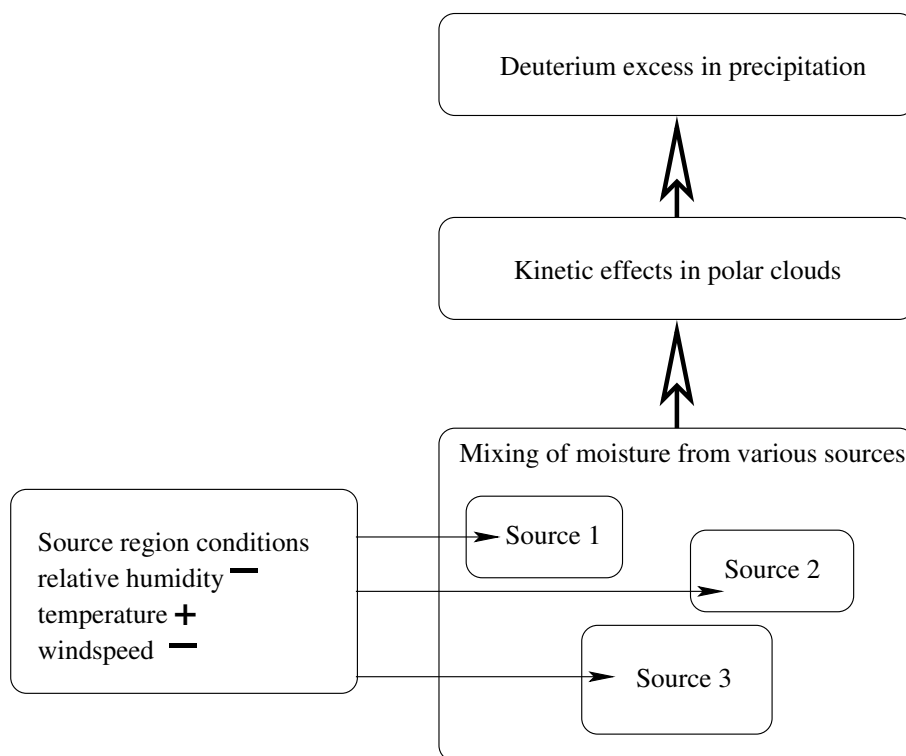 Deuterium excess in precipitation
Kinetic effects in polar clouds
Mixing of moisture from various sources
Source region conditions
relative humidity −
temperature +
windspeed −
Source 1
Source 2
Source 3